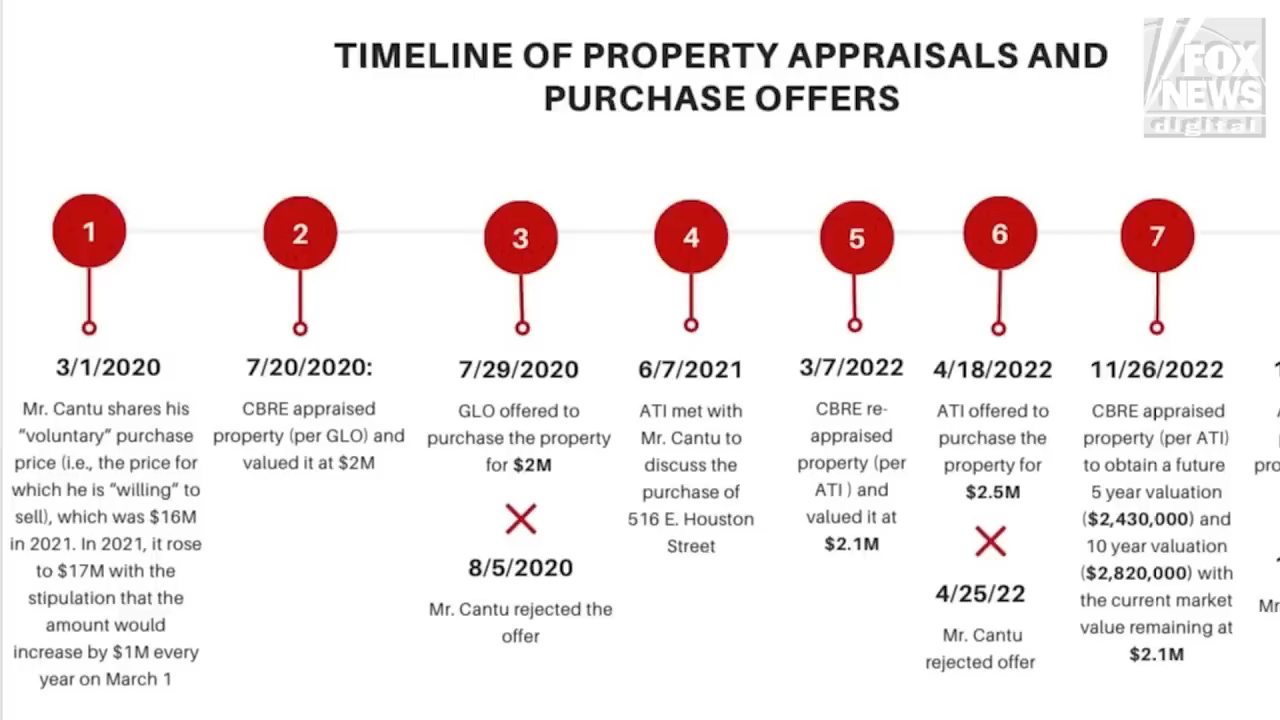 TIMELINE OF PROPERTY APPRAISALS AND
PURCHASE OFFERS
FOX
NEWS
digital
1
3/1/2020
Mr. Cantu shares his
“voluntary” purchase
price (i.e., the price for
which he is “willing” to
sell), which was $16M
in 2021. In 2021, it rose
to $17M with the
stipulation that the
amount would
increase by $1M every
year on March 1
2
7/20/2020:
CBRE appraised
property (per GLO) and
valued it at $2M
3
7/29/2020
GLO offered to
purchase the property
for $2M
8/5/2020
Mr. Cantu rejected the
offer
4
6/7/2021
ATI met with
Mr. Cantu to
discuss the
purchase of
516 E. Houston
Street
5
3/7/2022
CBRE re-
appraised
property (per
ATI ) and
valued it at
$2.1M
6
4/18/2022
ATI offered to
purchase the
property for
$2.5M
4/25/22
Mr. Cantu
rejected offer
7
11/26/2022
CBRE appraised
property (per ATI)
to obtain a future
5 year valuation
($2,430,000) and
10 year valuation
($2,820,000) with
the current market
value remaining at
$2.1M